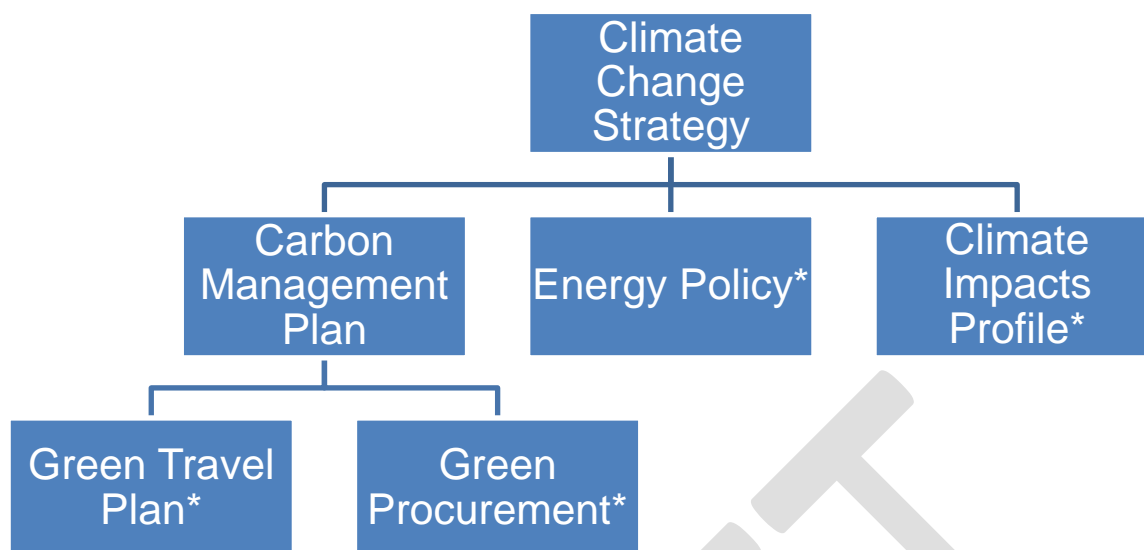 Climate
Change
Strategy
Carbon
Management
Plan
Energy Policy*
Climate
Impacts
Profile*
Green Travel
Plan*
Green
Procurement*